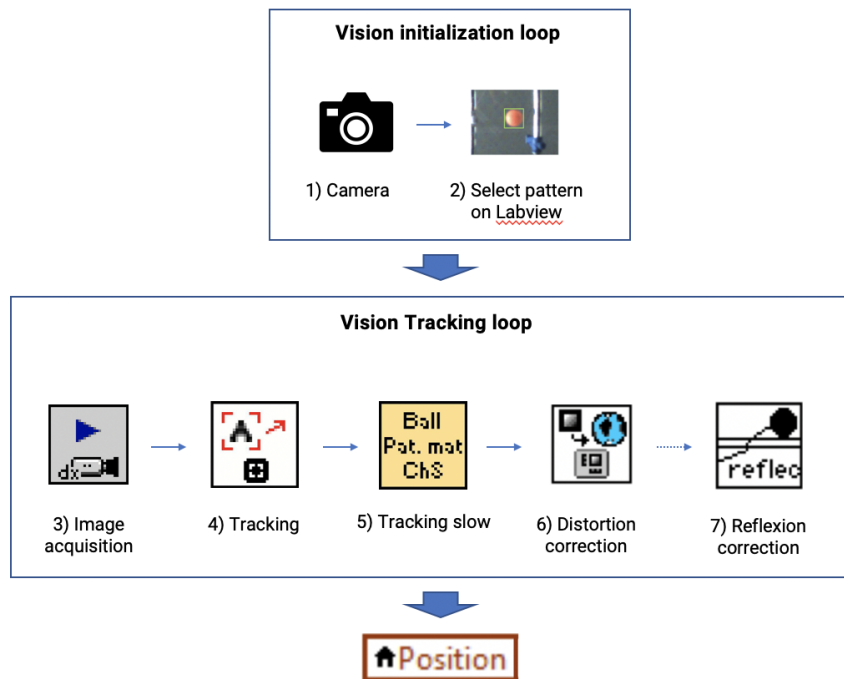 Vision initialization loop
1) Camera
2) Select pattern
on Labview
Vision Tracking loop
A
dx
Ball
Pat. mat
ChS
reflec
3) Image
acquisition
4) Tracking
5) Tracking slow
6) Distortion
correction
7) Reflexion
correction
Position